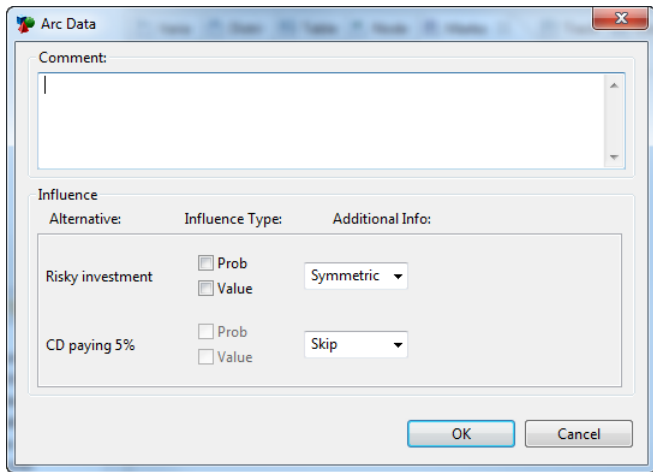 Arc Data
Comment:
Influence
Alternative: Influence Type: Additional Info:
Risky investment
Prob
Value
Symmetric
CD paying 5%
Prob
Value
Skip
OK Cancel